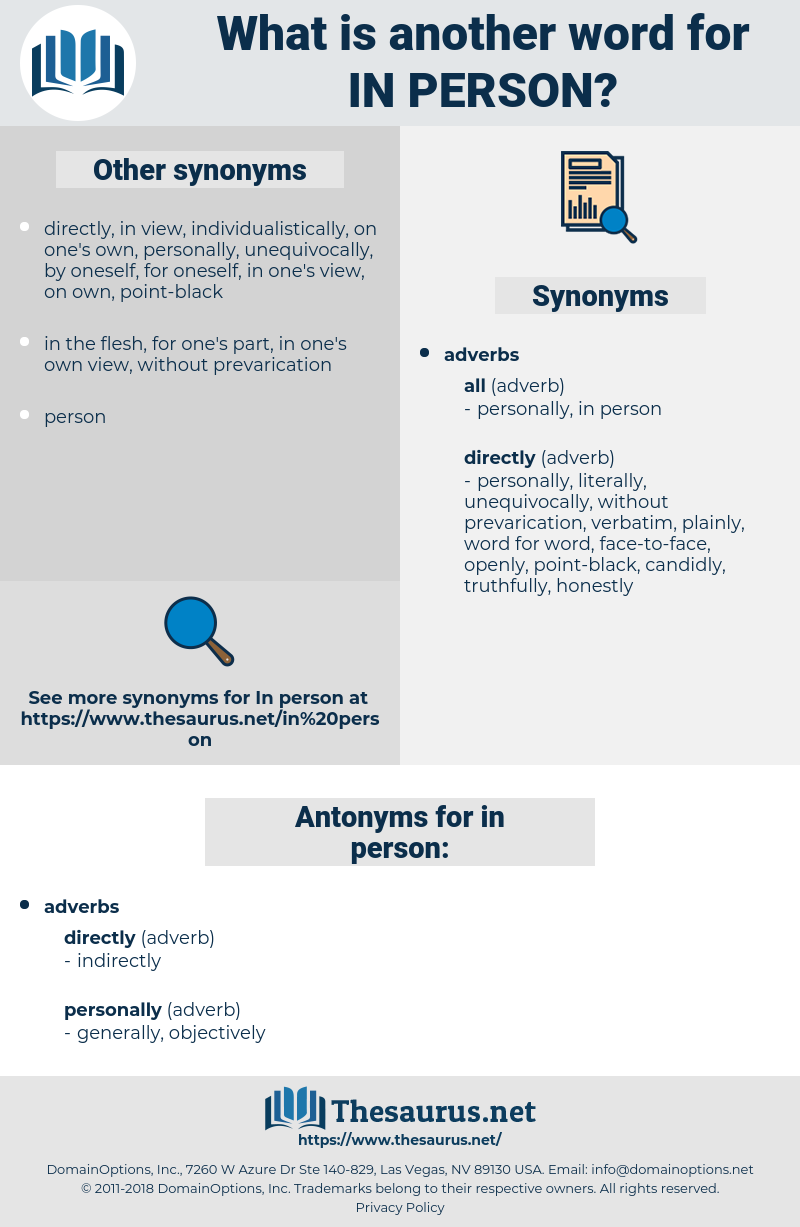 What is another word for
IN PERSON?
Other synonyms
directly, in view, individualistically, on
one's own, personally, unequivocally,
by oneself, for oneself, in one's view,
on own, point-black
in the flesh, for one's part, in one's
own view, without prevarication
person
See more synonyms for In person at
https://www.thesaurus.net/in%20pers
on
Synonyms
adverbs
all (adverb)
- personally, in person
directly (adverb)
- personally, literally,
unequivocally, without
prevarication, verbatim, plainly,
word for word, face-to-face,
openly, point-black, candidly,
truthfully, honestly
Antonyms for in
person:
adverbs
directly (adverb)
- indirectly
personally (adverb)
- generally, objectively
Thesaurus.net
https://www.thesaurus.net/
DomainOptions, Inc., 7260 W Azure Dr Ste 140-829, Las Vegas, NV 89130 USA. Email: info@domainoptions.net
© 2011-2018 DomainOptions, Inc. Trademarks belong to their respective owners. All rights reserved.
Privacy Policy